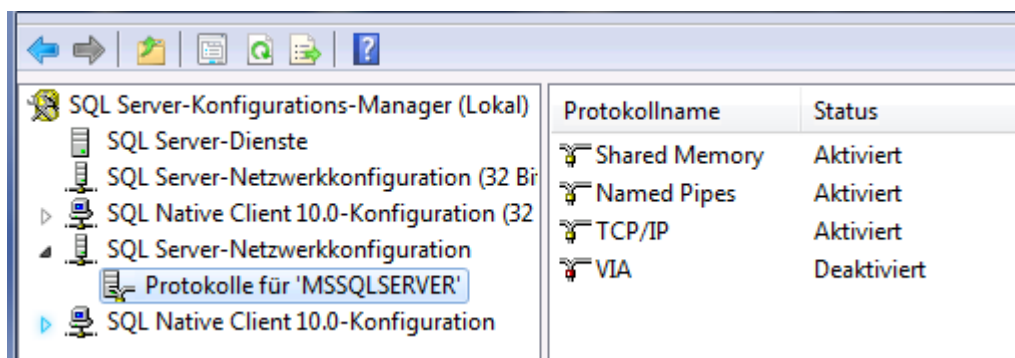 SQL Server-Konfigurations-Manager (Lokal)
SQL Server-Dienste
SQL Server-Netzwerkkonfiguration (32 Bi
SQL Native Client 10.0-Konfiguration (32
SQL Server-Netzwerkkonfiguration
Protokolle für 'MSSQLSERVER'
SQL Native Client 10.0-Konfiguration
Protokollname Status
Shared Memory Aktiviert
Named Pipes Aktiviert
TCP/IP Aktiviert
VIA Deaktiviert